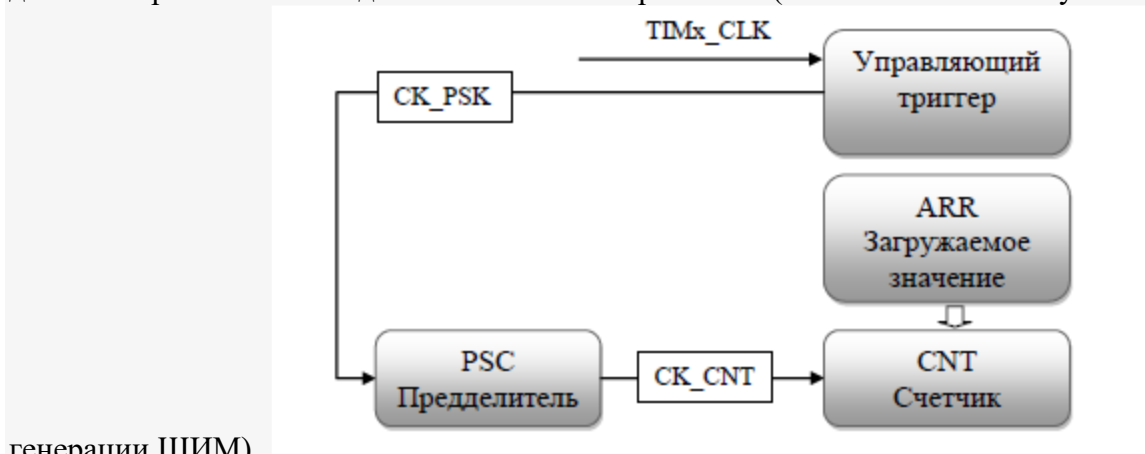 TIMx_CLK
Управляющий
триггер
CK_PSK
ARR
Загружаемое
значение
PSC
Предделитель
CK_CNT
CNT
Счетчик
генерации ШИМ)